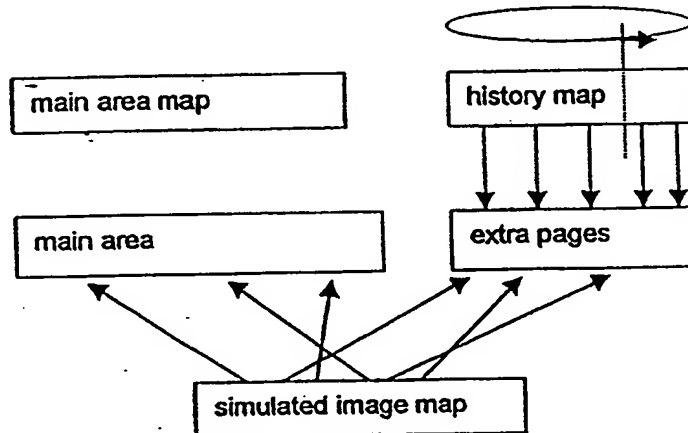 main area map
history map
main area
extra pages
simulated image map